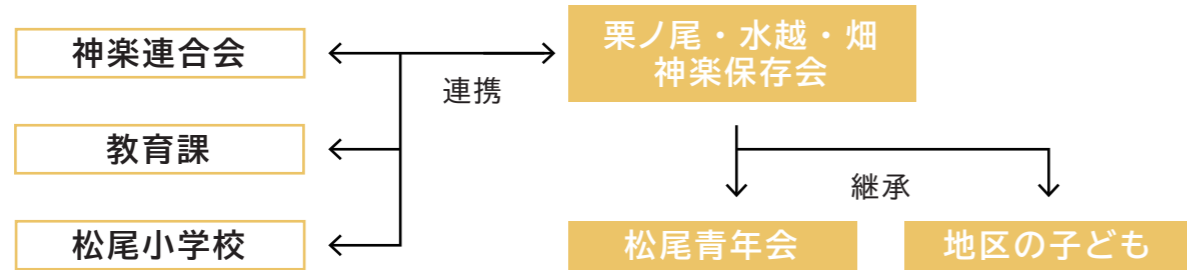 神楽連合会
教育課
松尾小学校
連携
栗ノ尾・水越・畑
神楽保存会
継承
松尾青年会
地区の子ども